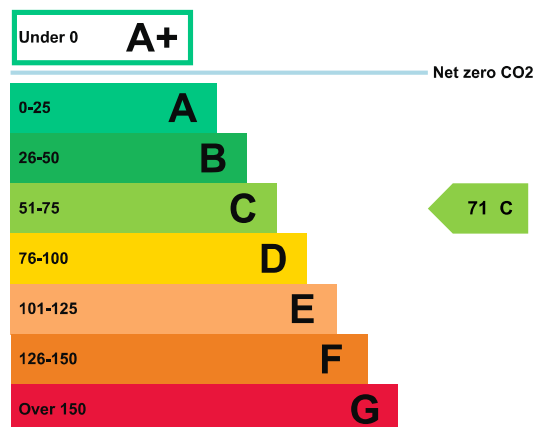 Under 0 A+
Net zero CO2
0-25 A
26-50 B
51-75 C
71 C
76-100 D
101-125 E
126-150 F
Over 150 G